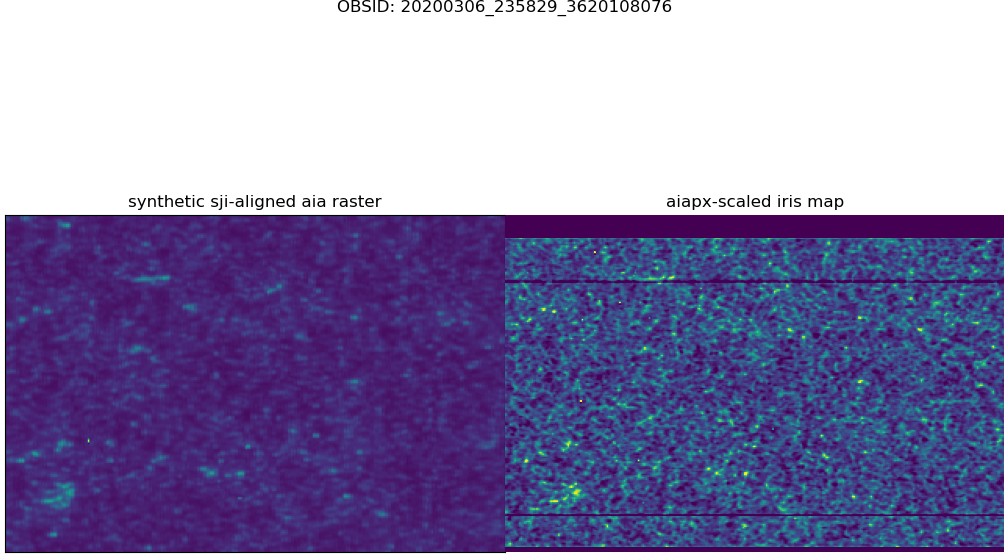 OBSID: 20200306_235829_3620108076
synthetic sji-aligned aia raster
aiapx-scaled iris map